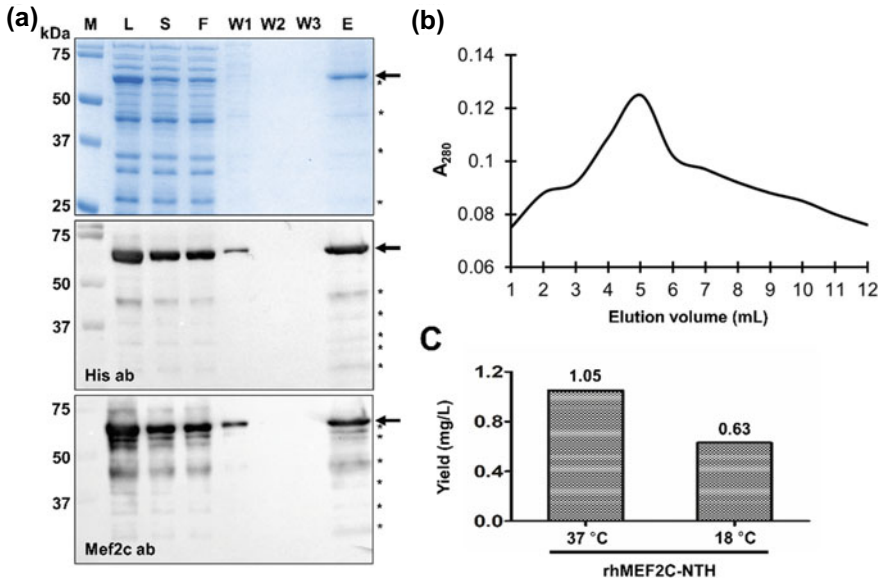 (a)
M L S F W1 W2 W3 E
kDa
75
*
50
*
37
*
25
*
75
50
*
37
*
*
*
*
His ab
75
*
*
50
*
*
37
*
*
Mef2c ab
(b)
0.14
0.12
0.1
0.08
0.06
A280
1 2 3 4 5 6 7 8 9 10 11 12
Elution volume (mL)
C
Yield (mg/L)
1.2
0.8
0.4
0.0
1.05
0.63
37 °C 18 °C
rhMEF2C-NTH